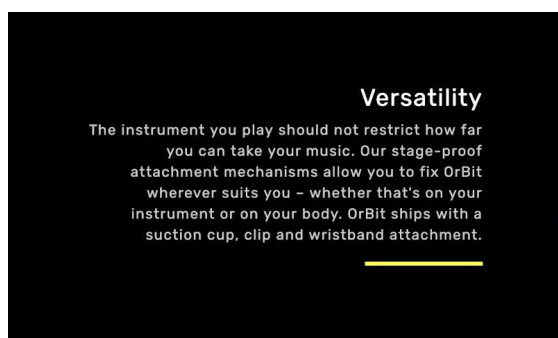 Versatility
The instrument you play should not restrict how far
you can take your music. Our stage-proof
attachment mechanisms allow you to fix OrBit
wherever suits you – whether that's on your
instrument or on your body. OrBit ships with a
suction cup, clip and wristband attachment.